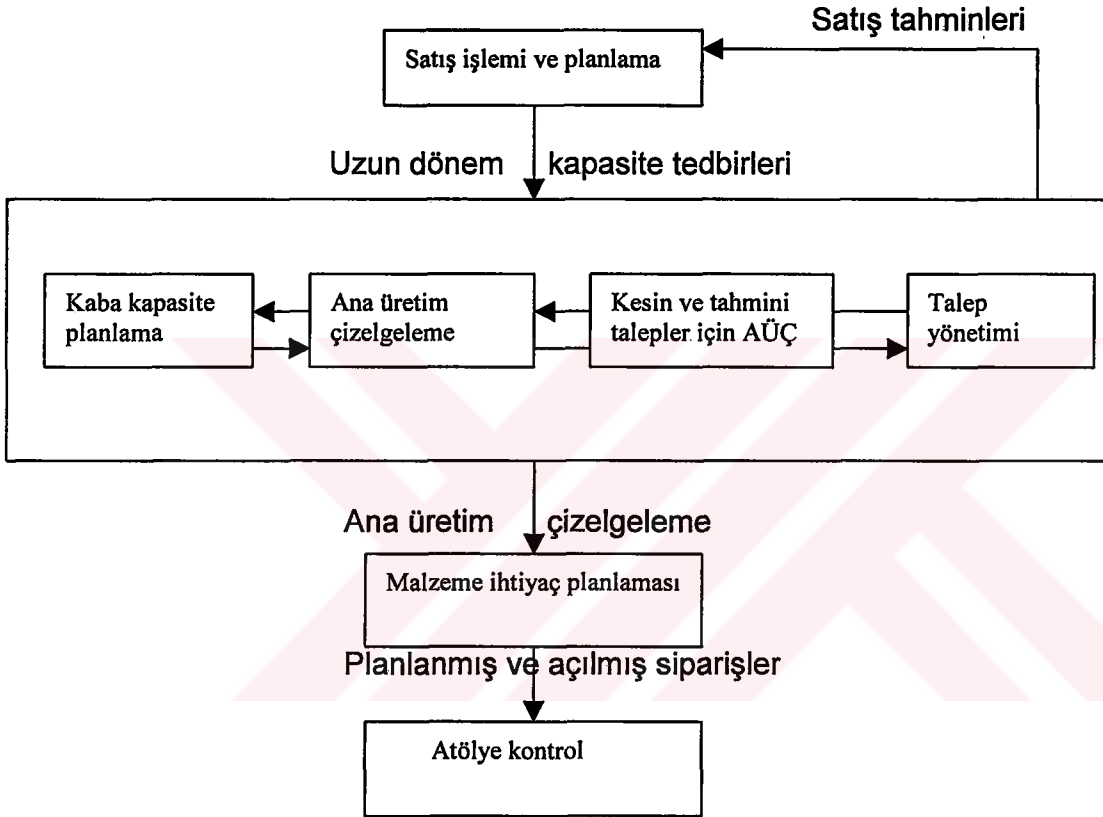 Satış tahminleri
Satış işlemi ve planlama
Uzun dönem kapasite tedbirleri
Kaba kapasite
planlama
Ana üretim
çizelgeleme
Kesin ve tahmini
talepler için AÜÇ
Talep
yönetimi
Ana üretim çizelgeleme
Malzeme ihtiyaç planlaması
Planlanmış ve açılmış siparişler
Atölye kontrol